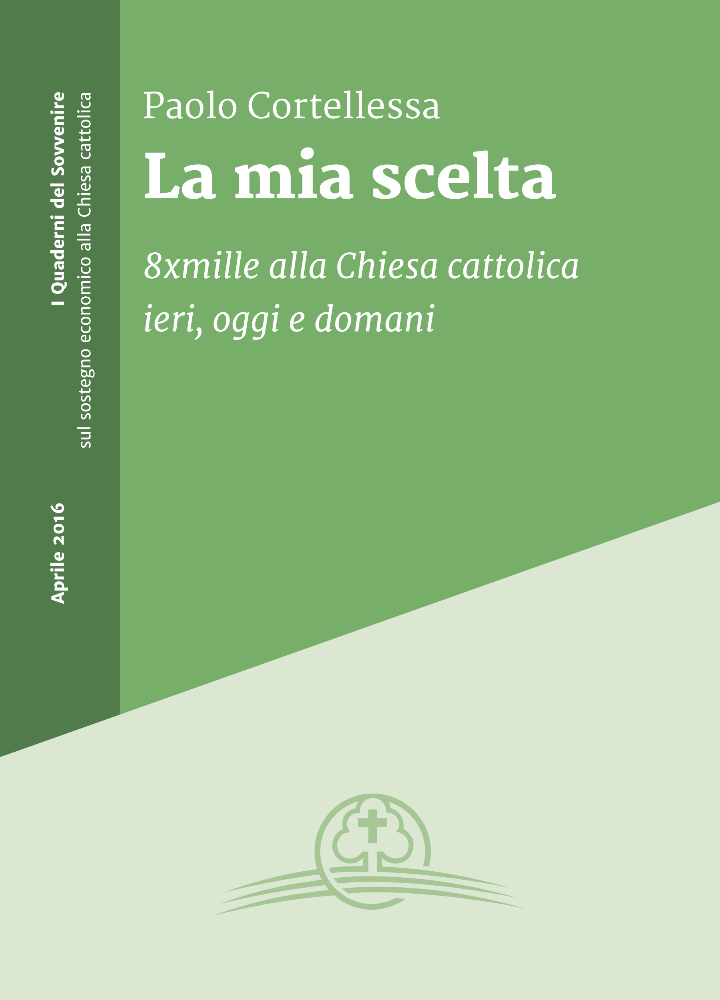 I Quaderni del Sovvenire
sul sostegno economico alla Chiesa cattolica
Aprile 2016
Paolo Cortellessa
La mia scelta
8xmille alla Chiesa cattolica
ieri, oggi e domani